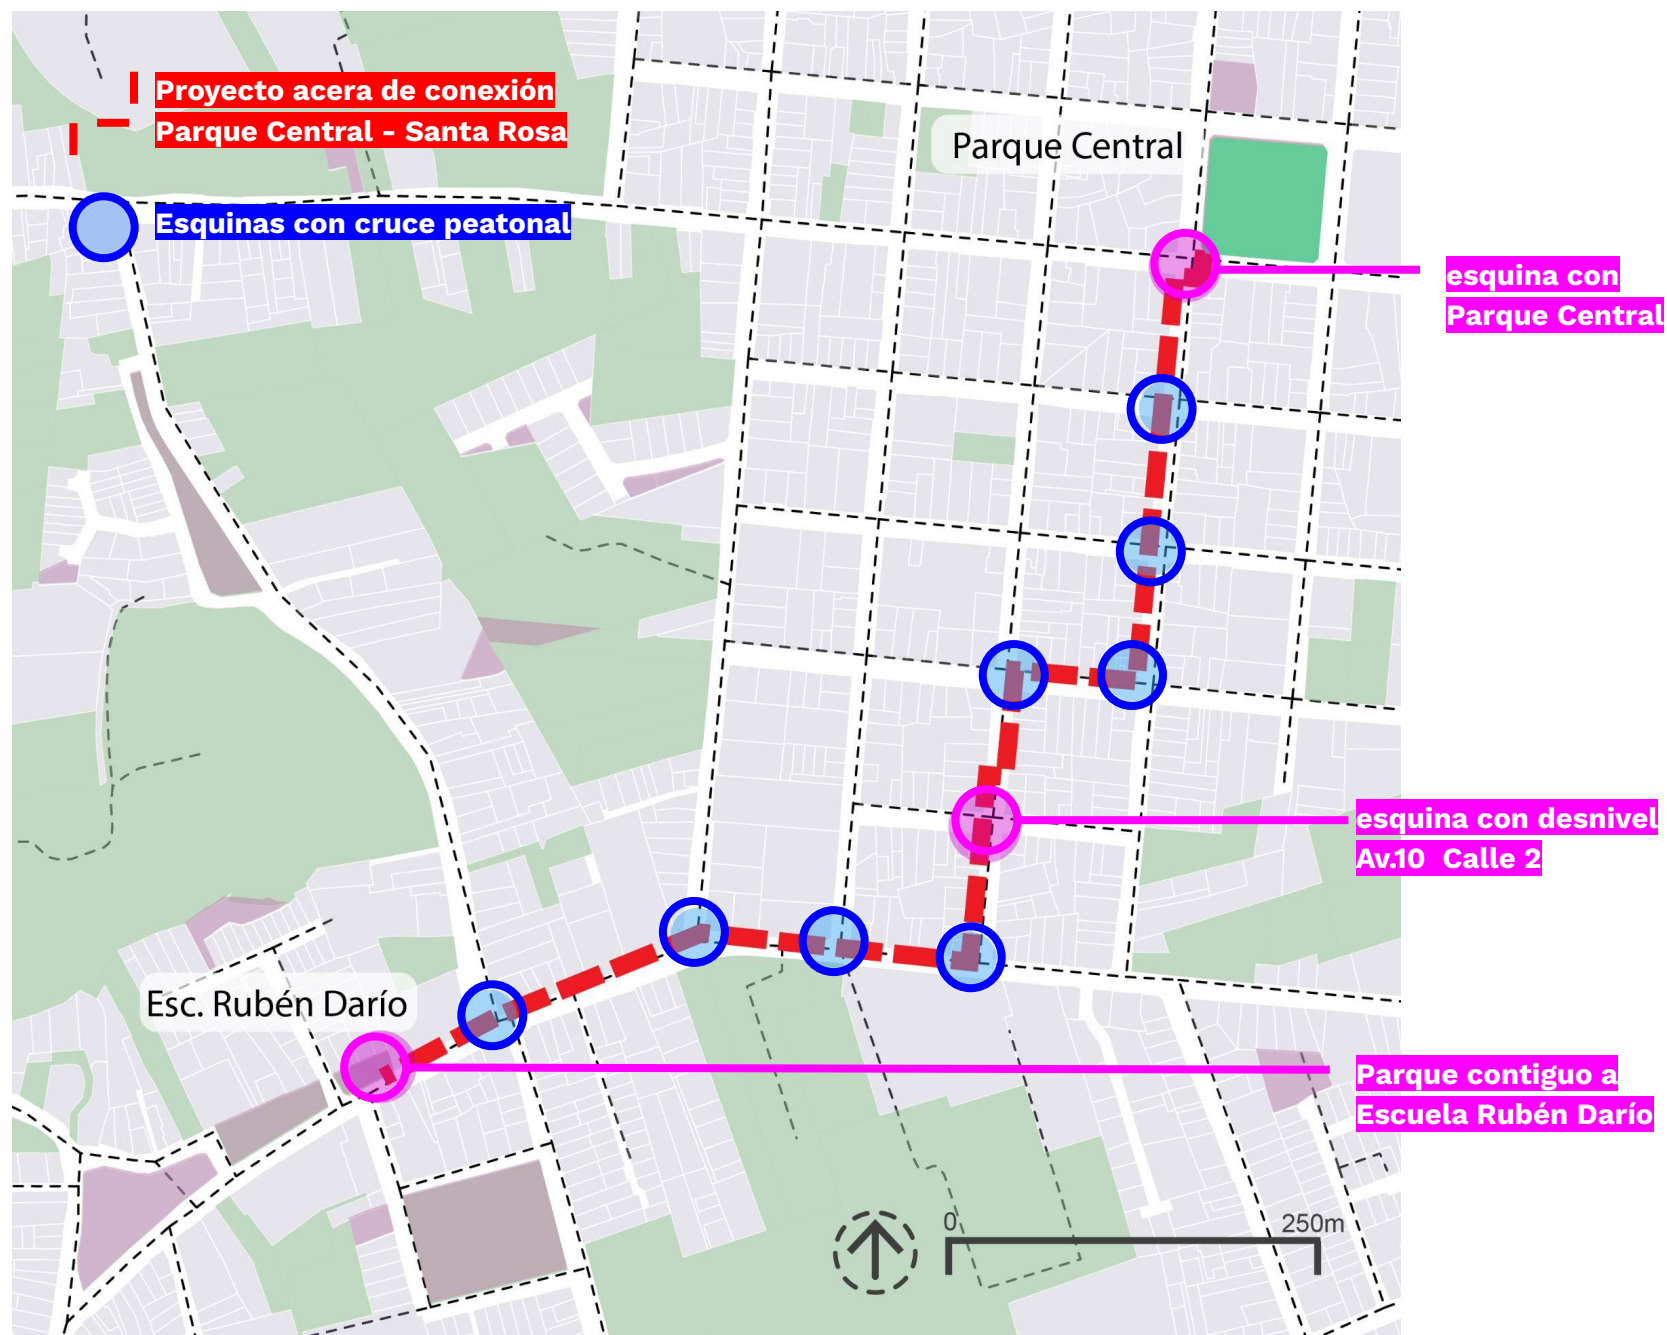 Proyecto acera de conexión
Parque Central - Santa Rosa
Parque Central
Esquinas con cruce peatonal
esquina con
Parque Central
esquina con desnivel
Av.10 Calle 2
Esc. Rubén Darío
Parque contiguo a
Escuela Rubén Darío
0
250m